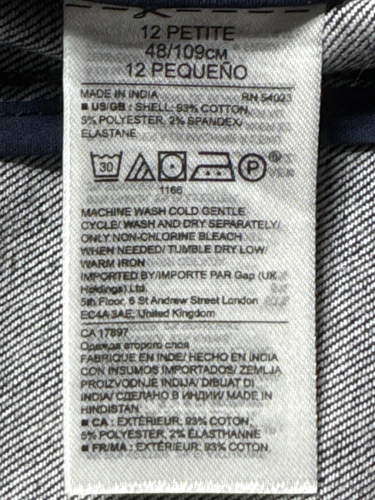 12 PETITE
48/109CM
12 PEQUEÑO
MADE IN INDIA RN 54023
■ US/GB : SHELL: 93% COTTON,
5% POLYESTER, 2% SPANDEX/
ELASTANE
30 P
1166
MACHINE WASH COLD GENTLE
CYCLE/ WASH AND DRY SEPARATELY/
ONLY NON-CHLORINE BLEACH
WHEN NEEDED/ TUMBLE DRY LOW/
WARM IRON
IMPORTED BY/IMPORTE PAR Gap (UK
Holdings) Ltd
5th Floor, 6 St Andrew Street London
EC4A 3AE, United Kingdom
CA 17897
Одежда второго слоя
FABRIQUÉ EN INDE/ HECHO EN INDIA
CON INSUMOS IMPORTADOS/ ZEMLJA
PROIZVODNJE INDIJA/ DIBUAT DI
INDIA/ СДЕЛАНО В ИНДИИ/ MADE IN
HINDISTAN
■ CA : EXTÉRIEUR: 93% COTON,
5% POLYESTER, 2% ÉLASTHANNE
■ FR/MA : EXTÉRIEUR: 93% COTON,